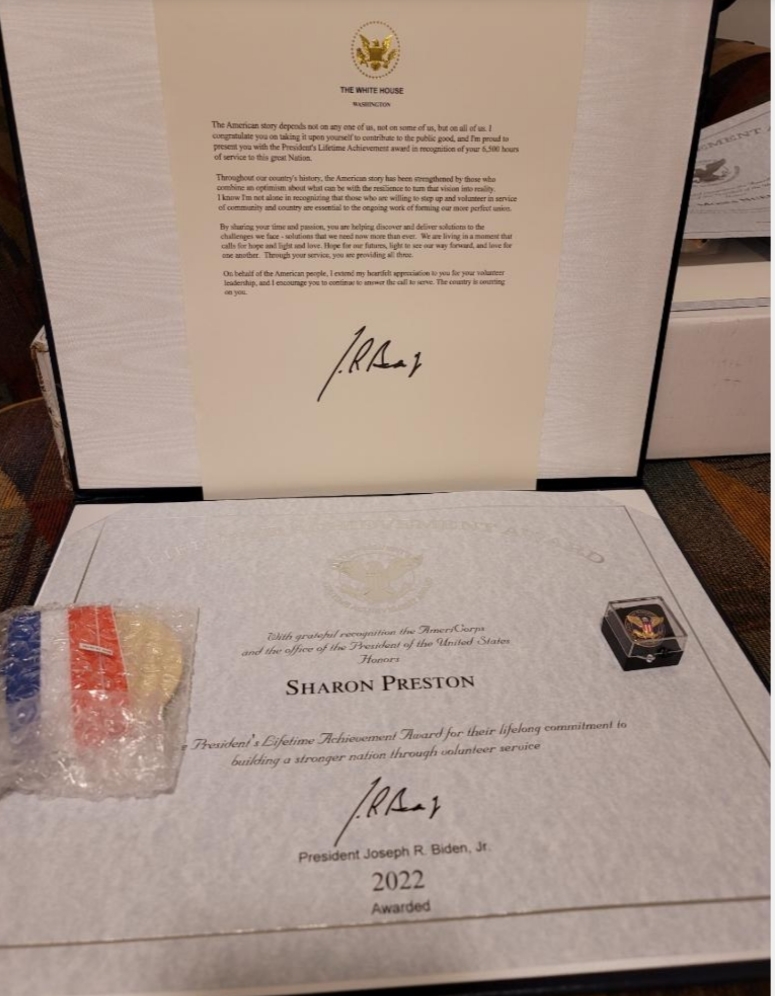 THE WHITE HOUSE
WASHINGTON
The American story depends not on any one of us, not on some of us, but on all of us. I
congratulate you on taking it upon yourself to contribute to the public good, and I'm proud to
present you with the President's Lifetime Achievement award in recognition of your 6,500 hours
of service to this great Nation.
Throughout our country's history, the American story has been strengthened by those who
combine an optimism about what can be with the resilience to turn that vision into reality.
I know I'm not alone in recognizing that those who are willing to step up and volunteer in service
of community and country are essential to the ongoing work of forming our more perfect union.
By sharing your time and passion, you are helping discover and deliver solutions to the
challenges we face - solutions that we need now more than ever. We are living in a moment that
calls for hope and light and love. Hope for our futures, light to see our way forward, and love for
one another. Through your service, you are providing all three.
On behalf of the American people, I extend my heartfelt appreciation to you for your volunteer
leadership, and I encourage you to continue to answer the call to serve. The country is counting
on you.
ACHIEVEMENT AWARD
With grateful recognition the AmeriCorps
and the office of the President of the United States
Honors
SHARON PRESTON
President's Lifetime Achievement Award for their lifelong commitment to
building a stronger nation through volunteer service
President Joseph R. Biden, Jr.
2022
Awarded